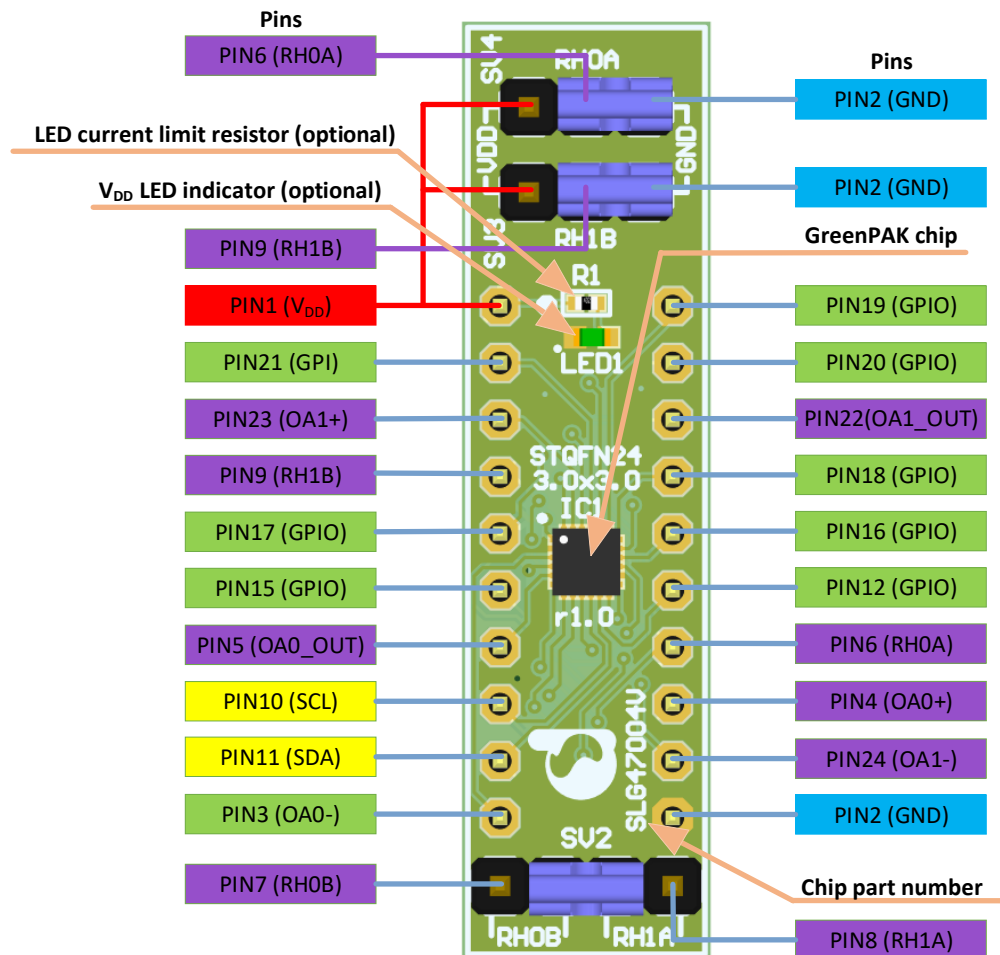 Pins
PIN6 (RH0A)
SV4
RH0A
Pins
PIN2 (GND)
LED current limit resistor (optional)
VDD
GND
VDD LED indicator (optional)
PIN2 (GND)
PIN9 (RH1B)
SV3
RH1B
GreenPAK chip
R1
PIN1 (VDD)
PIN19 (GPIO)
PIN21 (GPI)
LED1
PIN20 (GPIO)
PIN23 (OA1+)
PIN22(OA1_OUT)
STQFN24
PIN9 (RH1B)
3.0x3.0
PIN18 (GPIO)
IC1
PIN17 (GPIO)
PIN16 (GPIO)
PIN15 (GPIO)
PIN12 (GPIO)
r1.0
PIN5 (OA0_OUT)
PIN6 (RH0A)
PIN10 (SCL)
PIN4 (OA0+)
SLG47004V
PIN11 (SDA)
PIN24 (OA1-)
PIN3 (OA0-)
PIN2 (GND)
SV2
PIN7 (RH0B)
Chip part number
RH0B
RH1A
PIN8 (RH1A)